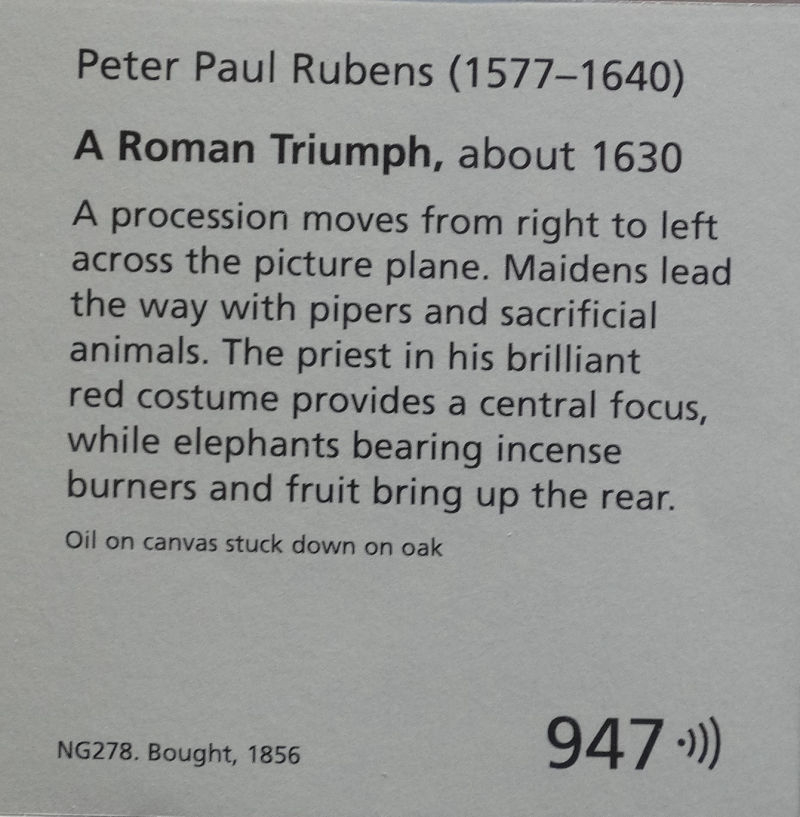 Peter Paul Rubens (1577–1640)
A Roman Triumph, about 1630
A procession moves from right to left
across the picture plane. Maidens lead
the way with pipers and sacrificial
animals. The priest in his brilliant
red costume provides a central focus,
while elephants bearing incense
burners and fruit bring up the rear.
Oil on canvas stuck down on oak
NG278. Bought, 1856
947